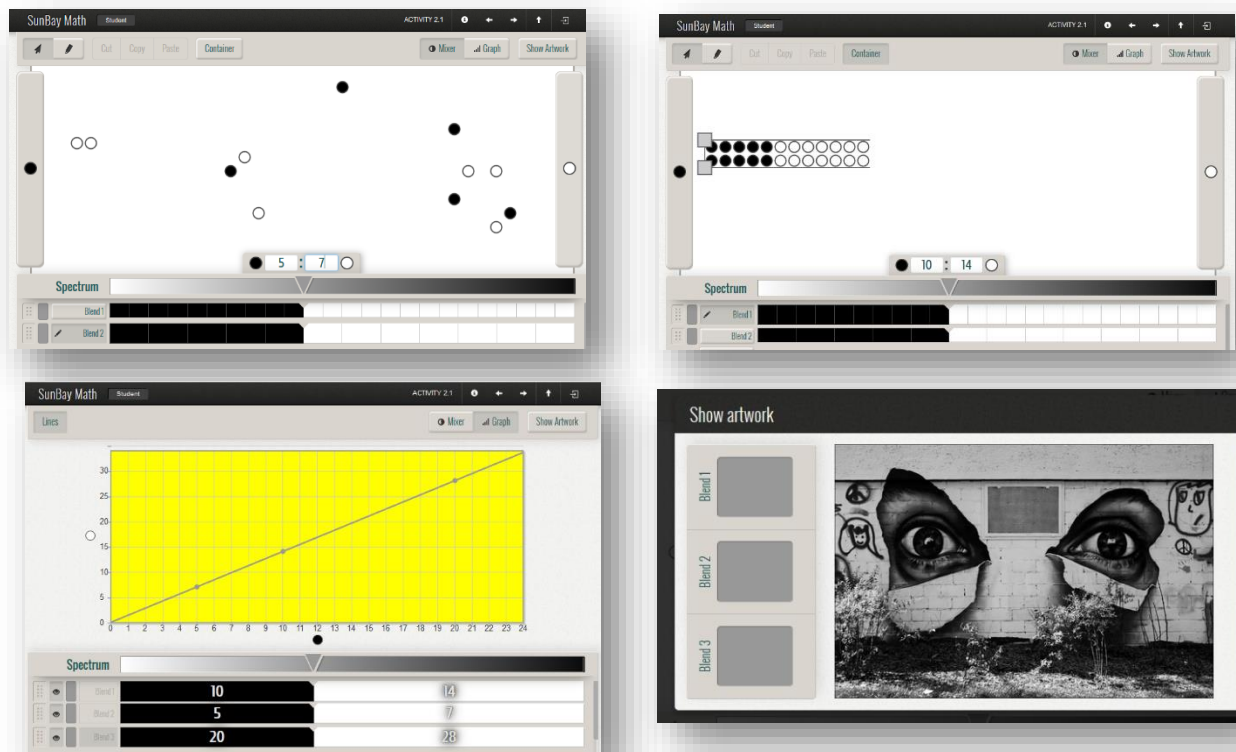 SunBay Math Student ACTIVITY 2.1
Cut Copy Paste Container Mixer Graph Show Artwork
5 : 7
Spectrum
Blend 1
Blend 2
SunBay Math Student ACTIVITY 2.1
Cut Copy Paste Container Mixer Graph Show Artwork
10 : 14
Spectrum
Blend 1
Blend 2
SunBay Math Student ACTIVITY 2.1
Lines Mixer Graph Show Artwork
30
25
20
15
10
5
0
0 1 2 3 4 5 6 7 8 9 10 11 12 13 14 15 16 17 18 19 20 21 22 23 24
Spectrum
Blend 1 10 14
Blend 2 5 7
Blend 3 20 28
Show artwork
Blend 1
Blend 2
Blend 3